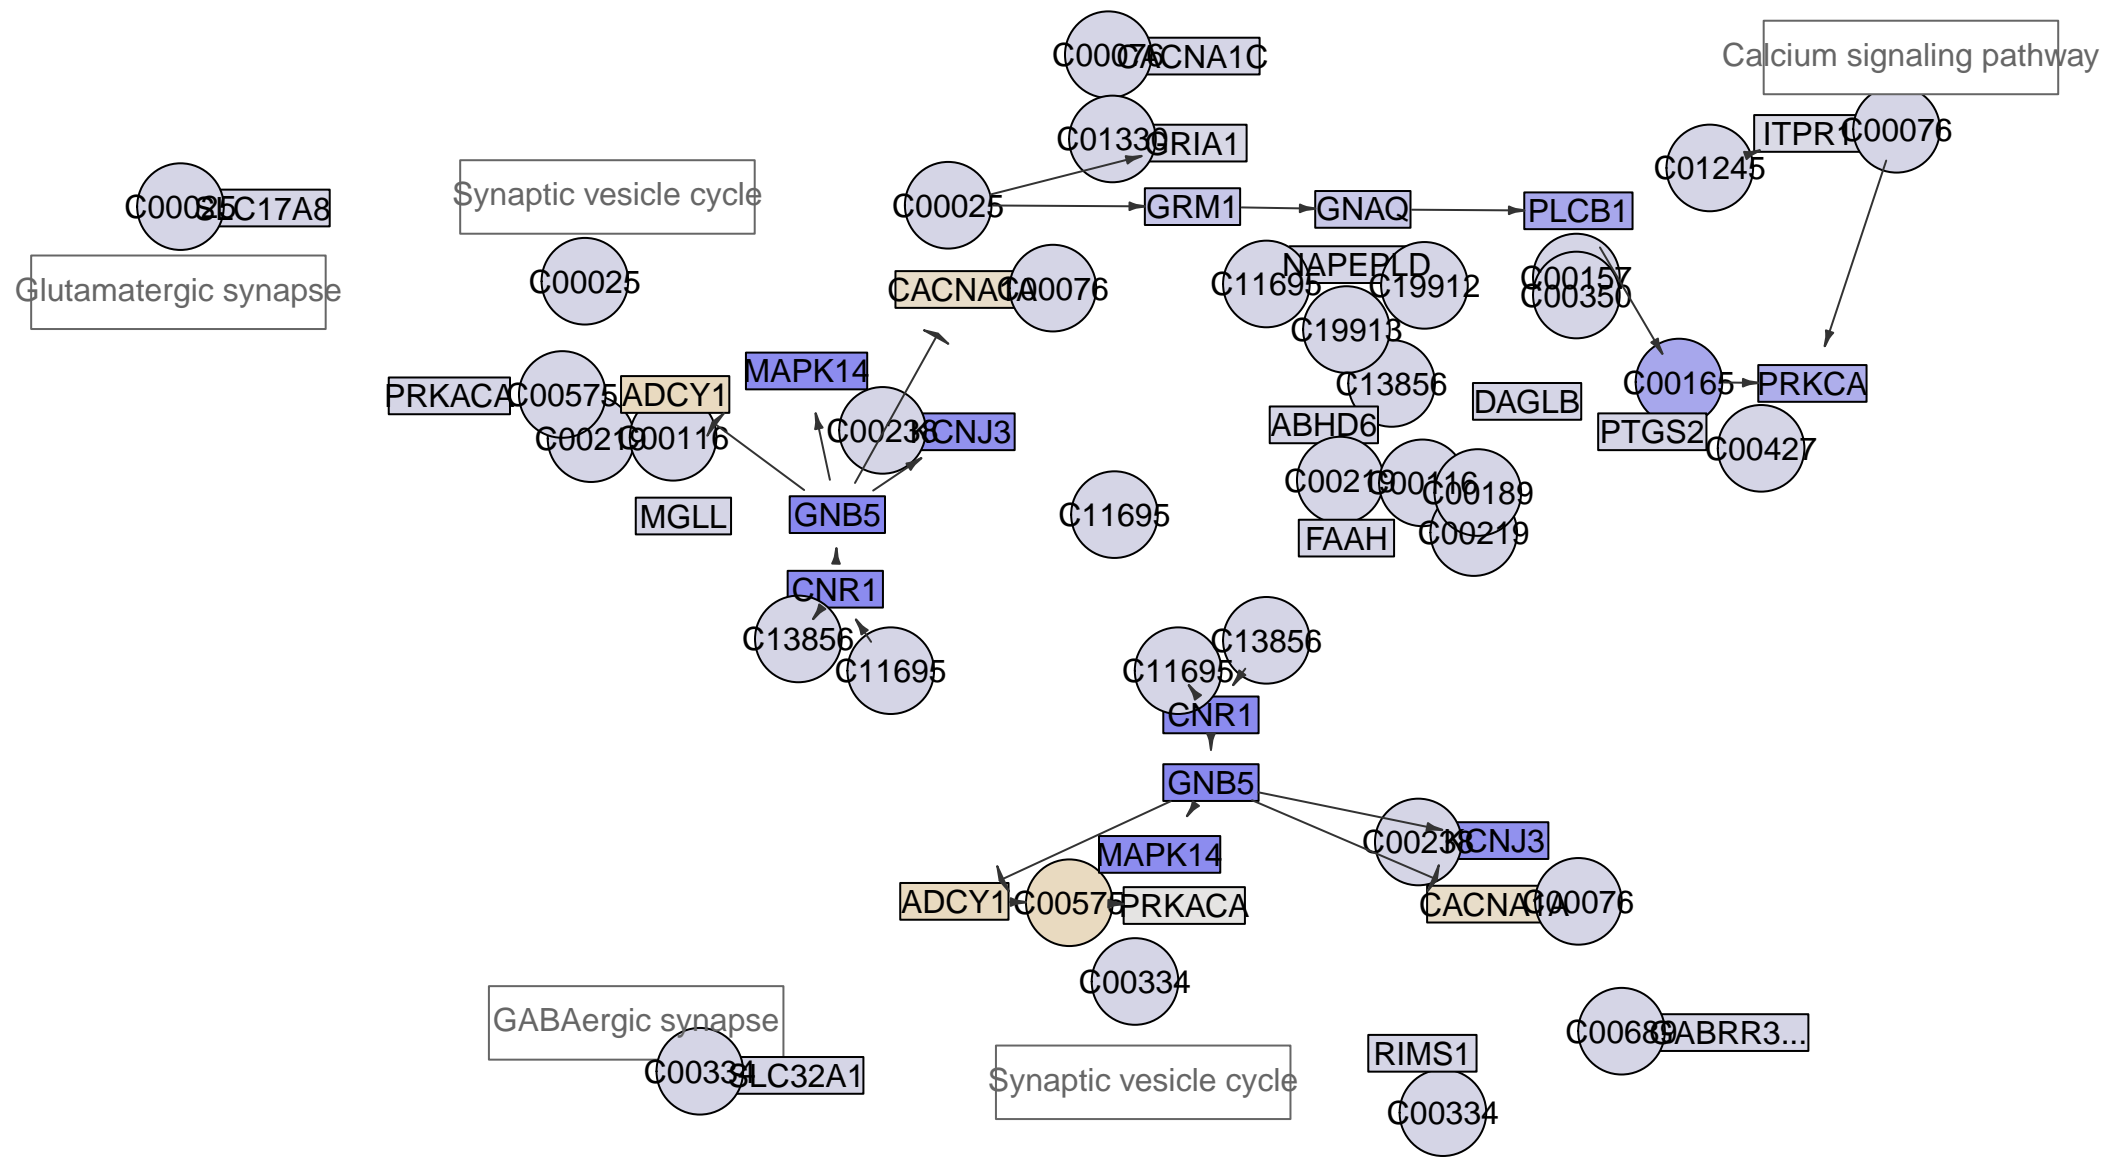 C00076
CACNA1C
Calcium signaling pathway
C01330
GRIA1
ITPR1
C00076
C01245
Synaptic vesicle cycle
C00025
SLC17A8
C00025
GRM1
GNAQ
PLCB1
Glutamatergic synapse
C00025
CACNA1A
C00076
C11695
NAPEPLD
C19912
C00157
C00350
C19913
MAPK14
C13856
C00165
PRKCA
PRKACA
C00575
ADCY1
DAGLB
C00219
C00116
C00238
KCNJ3
ABHD6
PTGS2
C00427
MGLL
GNB5
C11695
C00219
C00116
C00189
FAAH
C00219
CNR1
C13856
C11695
C13856
C11695
CNR1
GNB5
MAPK14
C00238
KCNJ3
ADCY1
C00575
PRKACA
CACNA1A
C00076
C00334
GABAergic synapse
C00334
SLC32A1
Synaptic vesicle cycle
RIMS1
C00334
C00689
GABRR3...